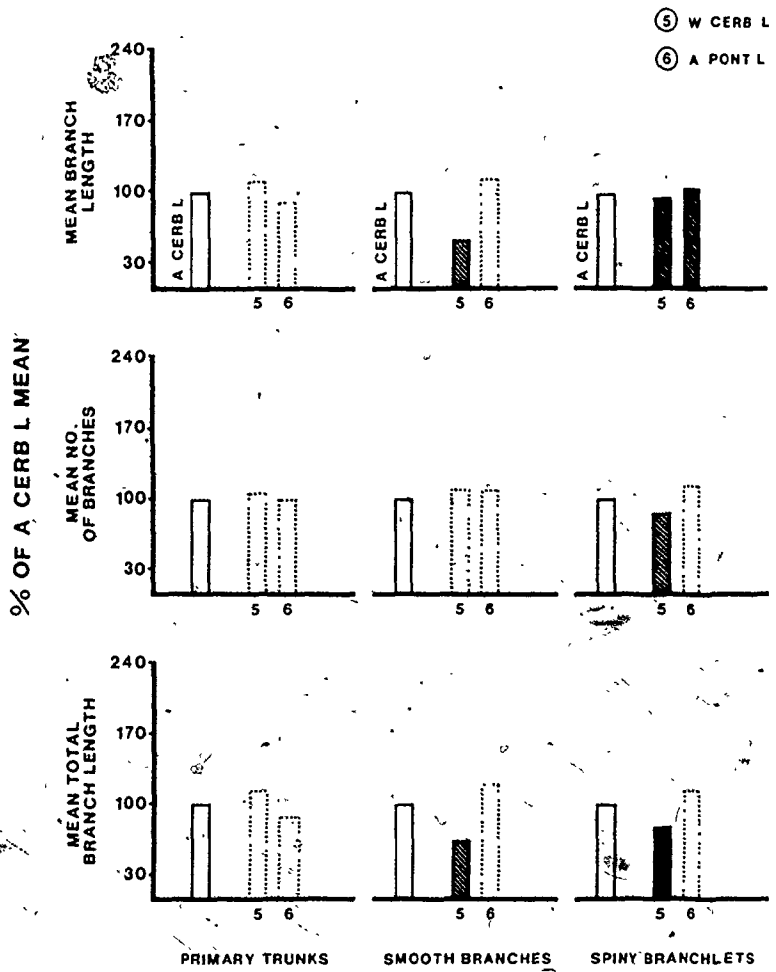 ⑤ W CERB L
⑥ A PONT L
% OF A CERB L MEAN
MEAN BRANCH
LENGTH
240
170
100
30
A CERB L
5 6
A CERB L
5 6
A CERB L
5 6
MEAN NO.
OF BRANCHES
240
170
100
30
5 6
5 6
5 6
MEAN TOTAL
BRANCH LENGTH
240
170
100
30
5 6
5 6
5 6
PRIMARY TRUNKS
SMOOTH BRANCHES
SPINY BRANCHLETS